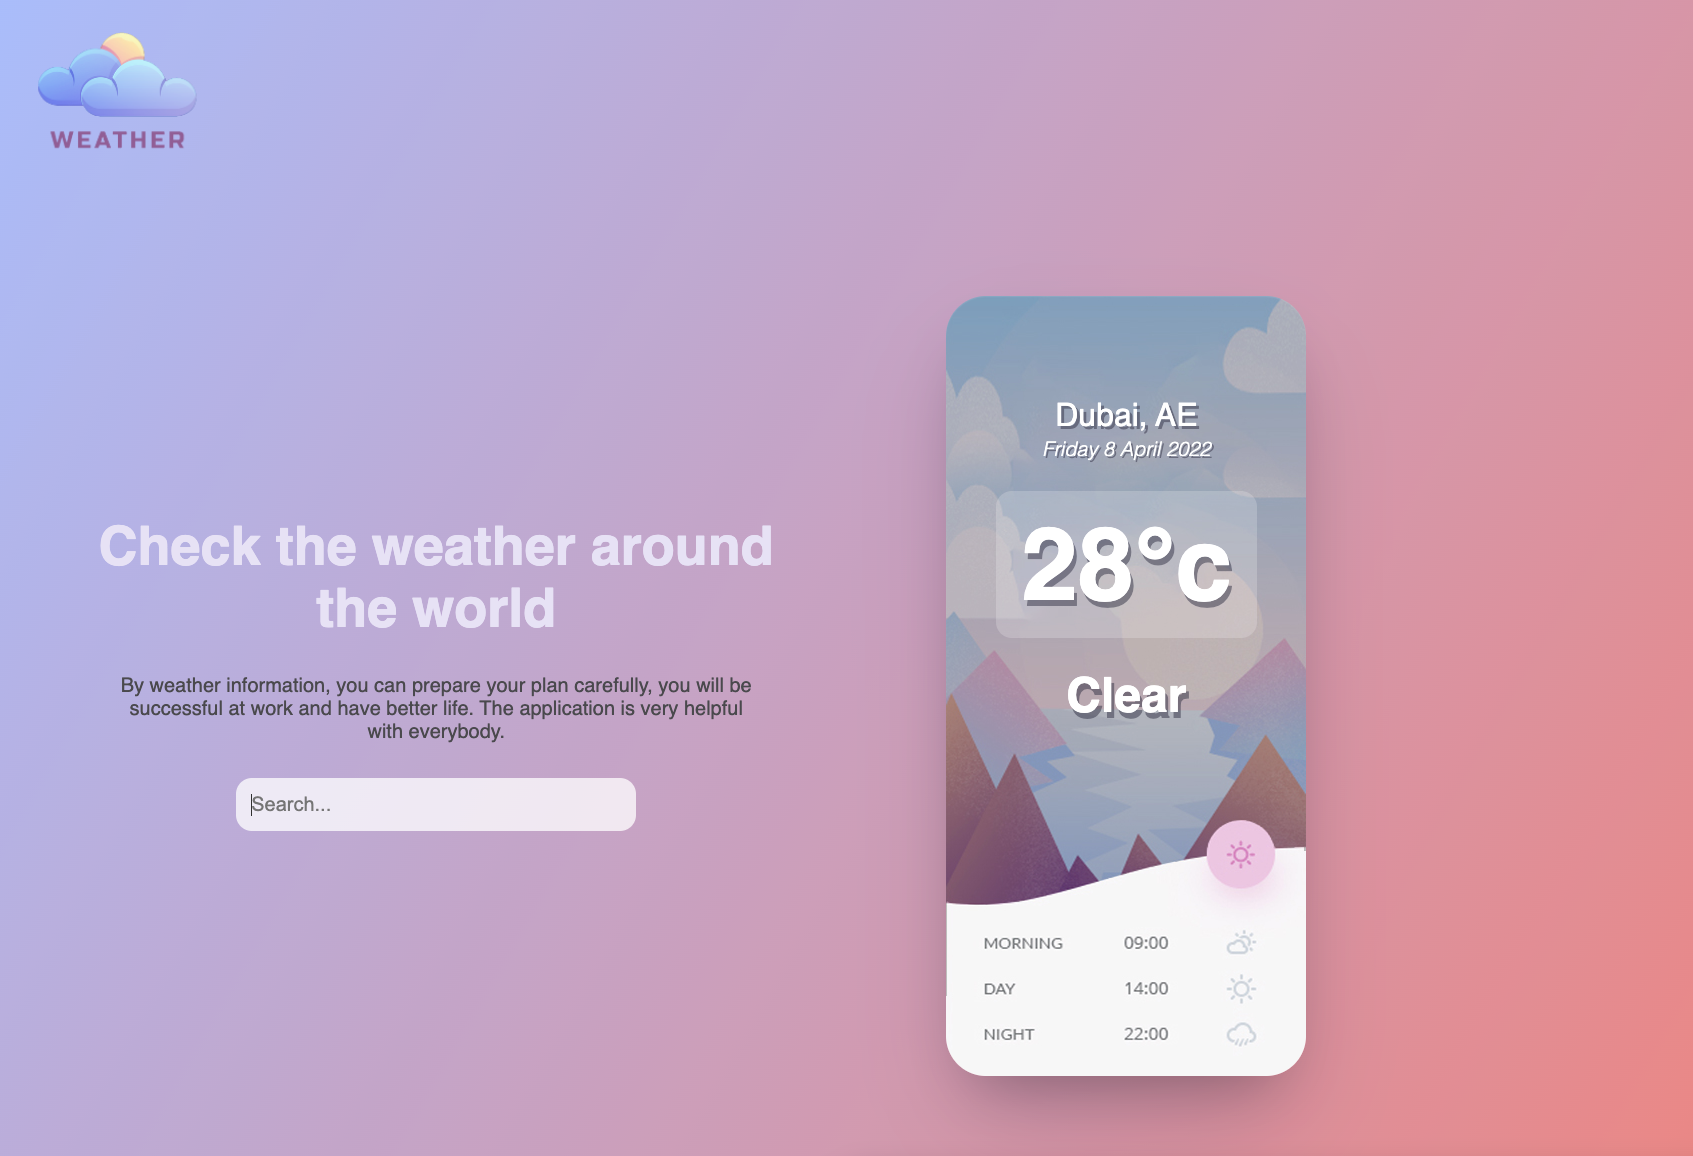 WEATHER
Check the weather around
the world
By weather information, you can prepare your plan carefully, you will be
successful at work and have better life. The application is very helpful
with everybody.
Search...
Dubai, AE
Friday 8 April 2022
28°c
Clear
MORNING 09:00
DAY 14:00
NIGHT 22:00